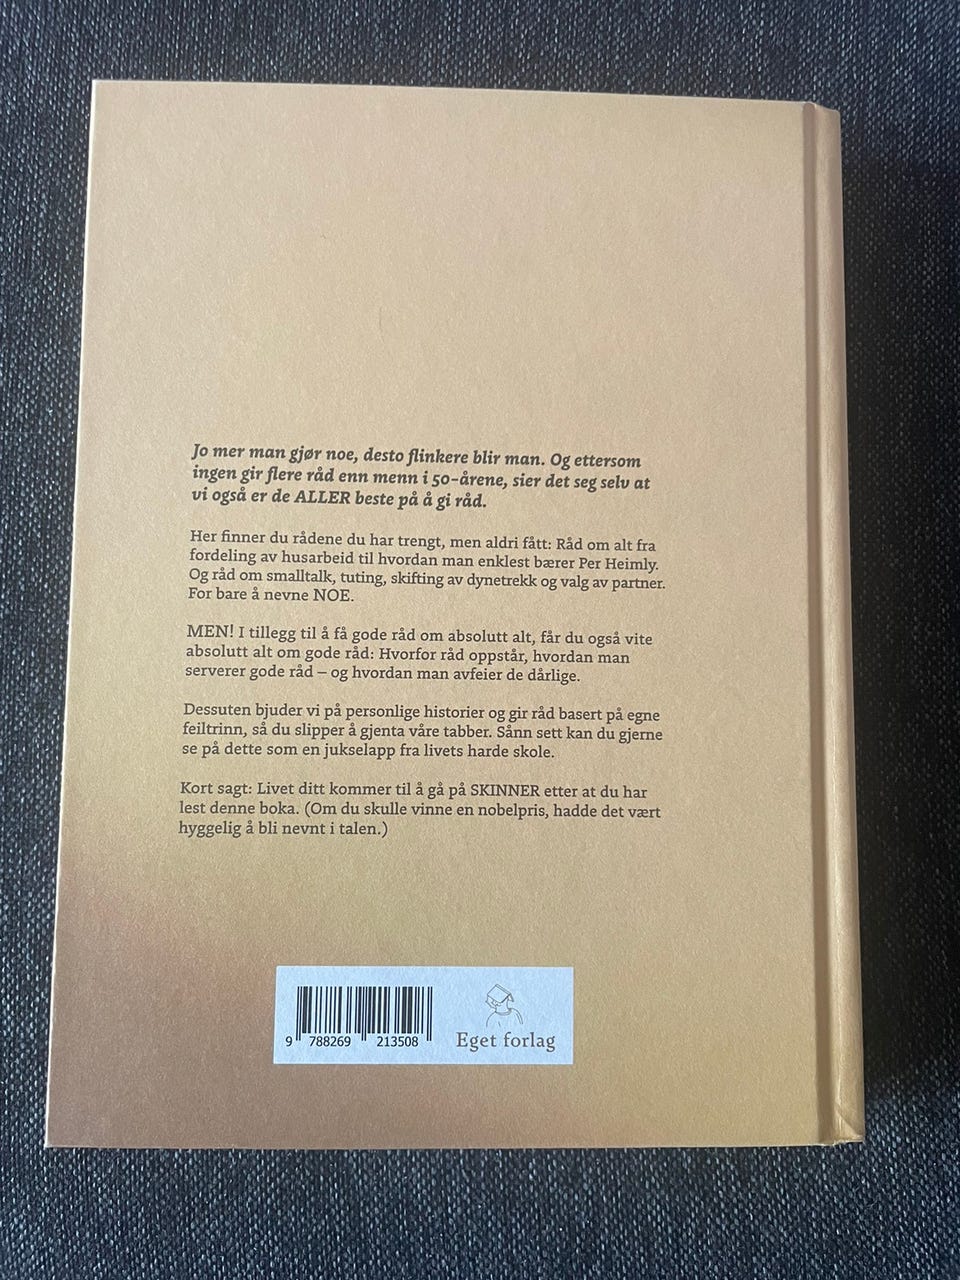 Jo mer man gjør noe, desto flinkere blir man. Og ettersom
ingen gir flere råd enn menn i 50-årene, sier det seg selv at
vi også er de ALLER beste på å gi råd.
Her finner du rådene du har trengt, men aldri fått: Råd om alt fra
fordeling av husarbeid til hvordan man enklest bærer Per Heimly.
Og råd om smalltalk, tuting, skifting av dynetrekk og valg av partner.
For bare å nevne NOE.
MEN! I tillegg til å få gode råd om absolutt alt, får du også vite
absolutt alt om gode råd: Hvorfor råd oppstår, hvordan man
serverer gode råd – og hvordan man avfeier de dårlige.
Dessuten bjuder vi på personlige historier og gir råd basert på egne
feiltrinn, så du slipper å gjenta våre tabber. Sånn sett kan du gjerne
se på dette som en jukselapp fra livets harde skole.
Kort sagt: Livet ditt kommer til å gå på SKINNER etter at du har
lest denne boka. (Om du skulle vinne en nobelpris, hadde det vært
hyggelig å bli nevnt i talen.)
9 788269 213508
Eget forlag